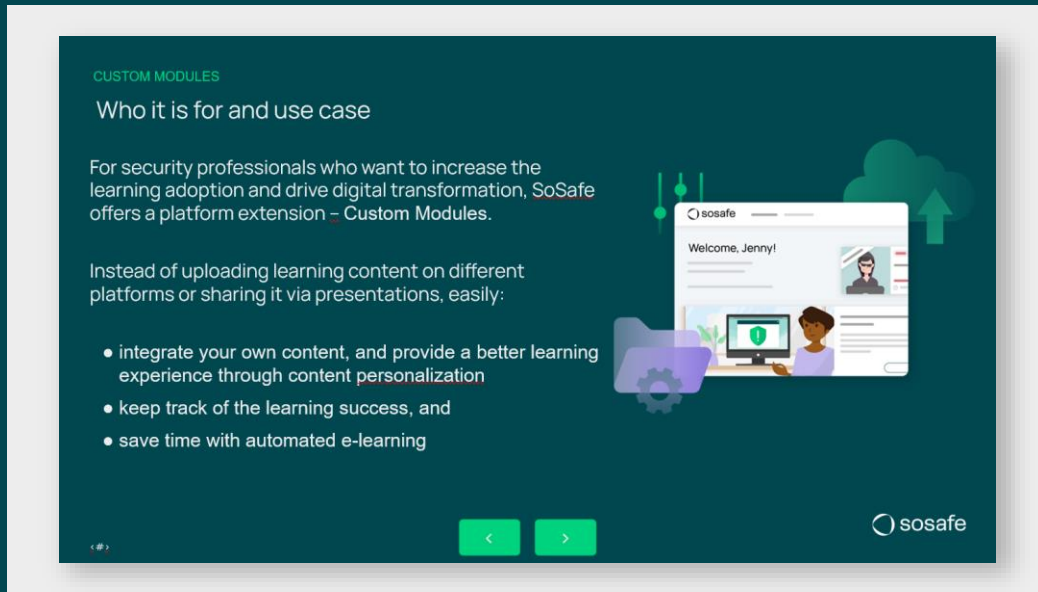 CUSTOM MODULES
Who it is for and use case
For security professionals who want to increase the
learning adoption and drive digital transformation, SoSafe
offers a platform extension – Custom Modules.
Instead of uploading learning content on different
platforms or sharing it via presentations, easily:
● integrate your own content, and provide a better learning
experience through content personalization
● keep track of the learning success, and
● save time with automated e-learning
sosafe
Welcome, Jenny!
‹#›
‹ ›
sosafe